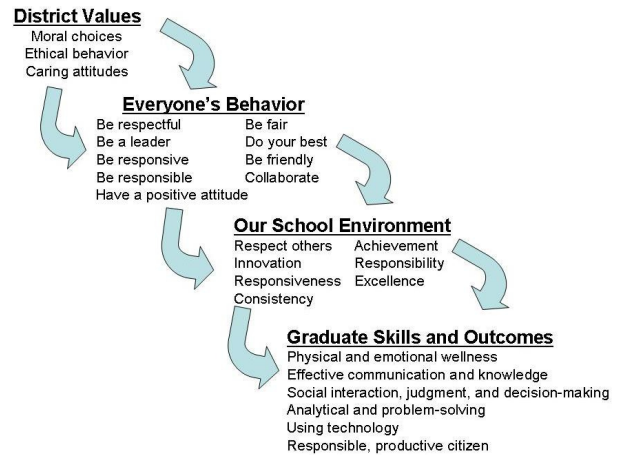 District Values
Moral choices
Ethical behavior
Caring attitudes
Everyone's Behavior
Be respectful Be fair
Be a leader Do your best
Be responsive Be friendly
Be responsible Collaborate
Have a positive attitude
Our School Environment
Respect others Achievement
Innovation Responsibility
Responsiveness Excellence
Consistency
Graduate Skills and Outcomes
Physical and emotional wellness
Effective communication and knowledge
Social interaction, judgment, and decision-making
Analytical and problem-solving
Using technology
Responsible, productive citizen